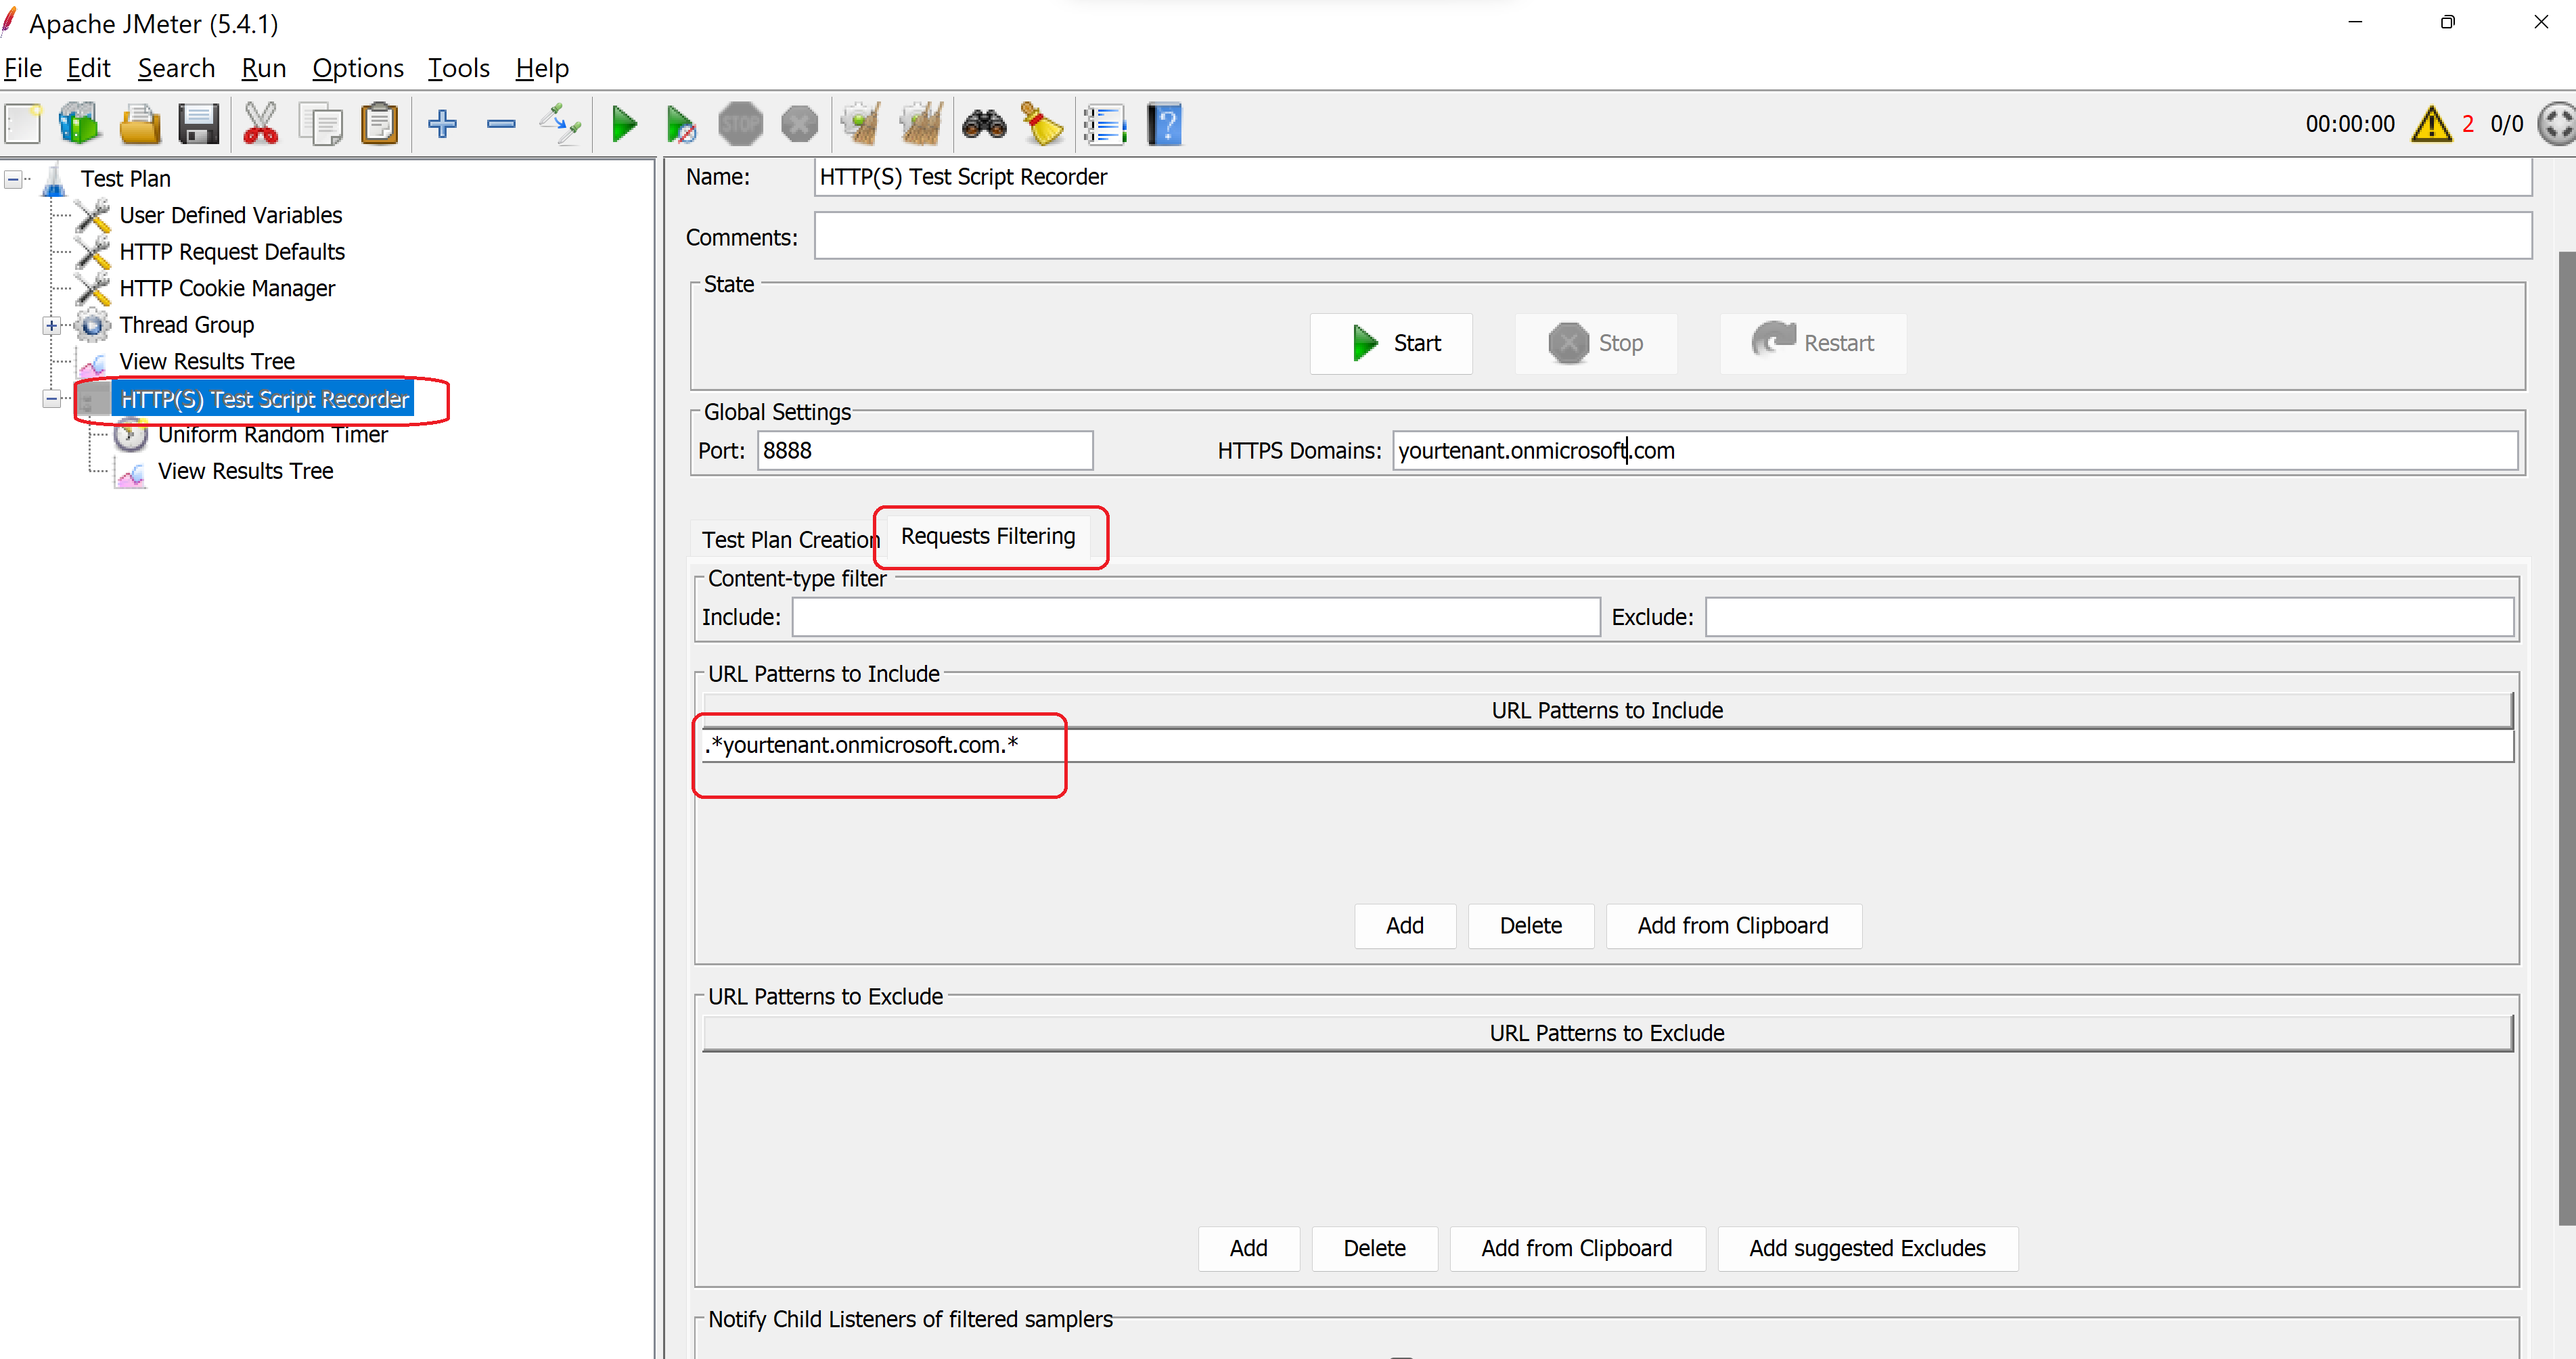 Apache JMeter (5.4.1)
File Edit Search Run Options Tools Help
STOP
00:00:00 2 0/0
Test Plan
User Defined Variables
HTTP Request Defaults
HTTP Cookie Manager
Thread Group
View Results Tree
HTTP(S) Test Script Recorder
Uniform Random Timer
View Results Tree
Name: HTTP(S) Test Script Recorder
Comments:
State
Start Stop Restart
Global Settings
Port: 8888 HTTPS Domains: yourtenant.onmicrosoft.com
Test Plan Creation Requests Filtering
Content-type filter
Include: Exclude:
URL Patterns to Include
URL Patterns to Include
.*yourtenant.onmicrosoft.com.*
Add Delete Add from Clipboard
URL Patterns to Exclude
URL Patterns to Exclude
Add Delete Add from Clipboard Add suggested Excludes
Notify Child Listeners of filtered samplers